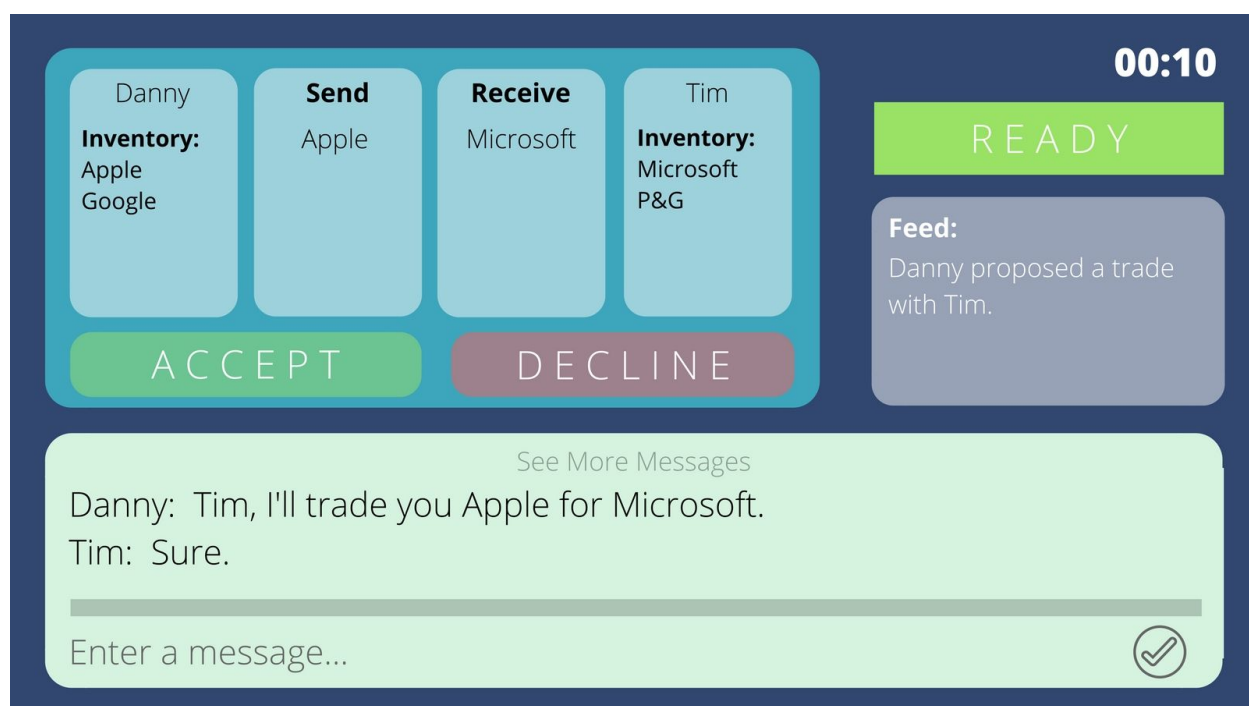 Danny
Inventory:
Apple
Google
Send
Apple
Receive
Microsoft
Tim
Inventory:
Microsoft
P&G
ACCEPT
DECLINE
00:10
READY
Feed:
Danny proposed a trade
with Tim.
See More Messages
Danny: Tim, I'll trade you Apple for Microsoft.
Tim: Sure.
Enter a message...